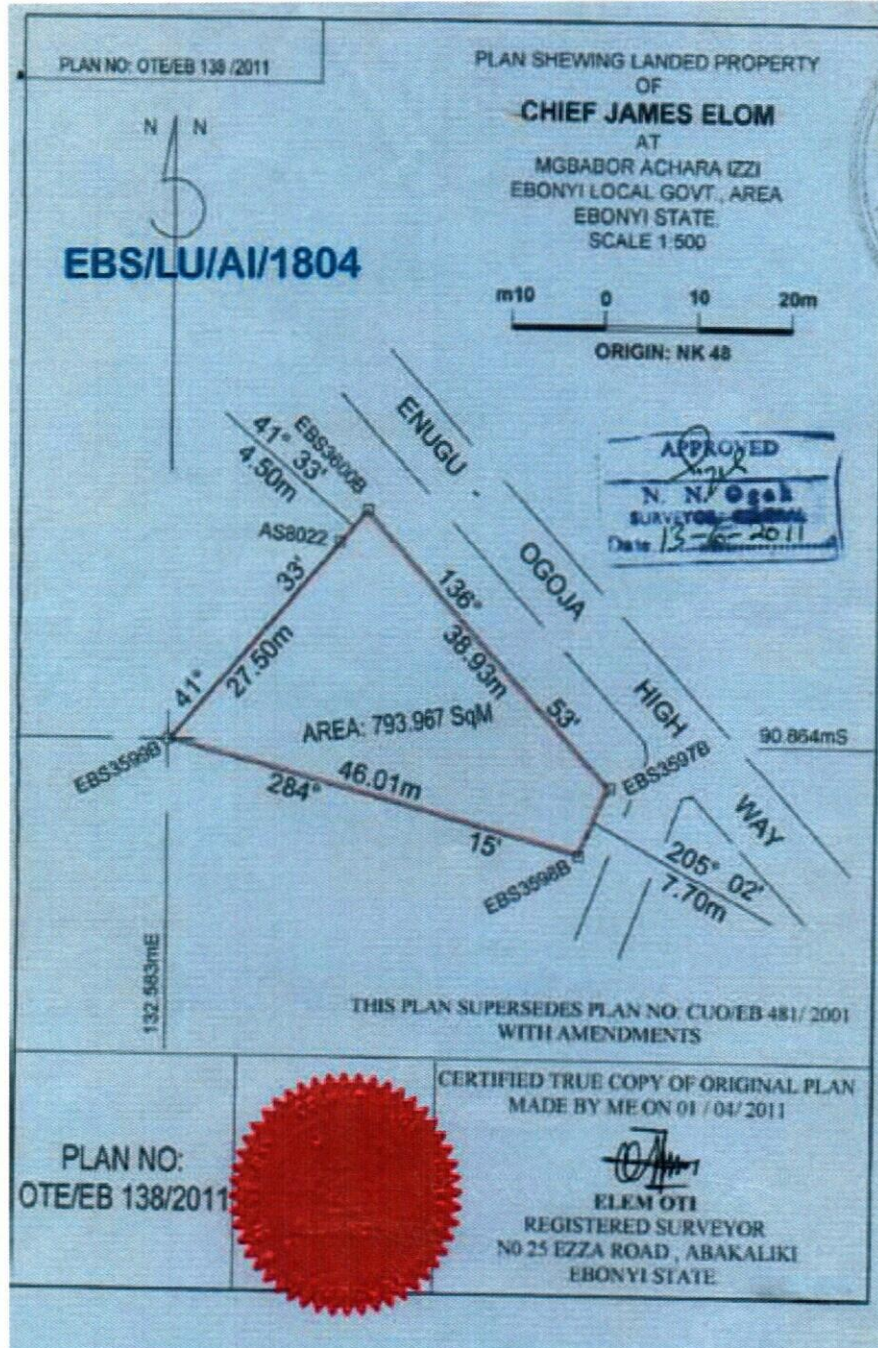 PLAN NO: OTE/EB 138 /2011
PLAN SHEWING LANDED PROPERTY
OF
CHIEF JAMES ELOM
AT
MGBABOR ACHARA IZZI
EBONYI LOCAL GOVT., AREA
EBONYI STATE.
SCALE 1:500
N N
EBS/LU/AI/1804
m10 0 10 20m
ORIGIN: NK 48
APPROVED
N. N. Ogah
SURVEYOR GENERAL
Date 13-6-2011
ENUGU - OGOJA HIGH WAY
41° 33'
4.50m
EBS3600B
AS8022
41° 33'
27.50m
136° 53'
38.93m
AREA: 793.967 SqM
90.864mS
EBS3599B
284° 15'
46.01m
EBS3597B
EBS3598B
205° 02'
7.70m
132.583mE
THIS PLAN SUPERSEDES PLAN NO: CUO/EB 481/ 2001
WITH AMENDMENTS
PLAN NO:
OTE/EB 138/2011
CERTIFIED TRUE COPY OF ORIGINAL PLAN
MADE BY ME ON 01 / 04/ 2011
ELEM OTI
REGISTERED SURVEYOR
N0 25 EZZA ROAD , ABAKALIKI
EBONYI STATE